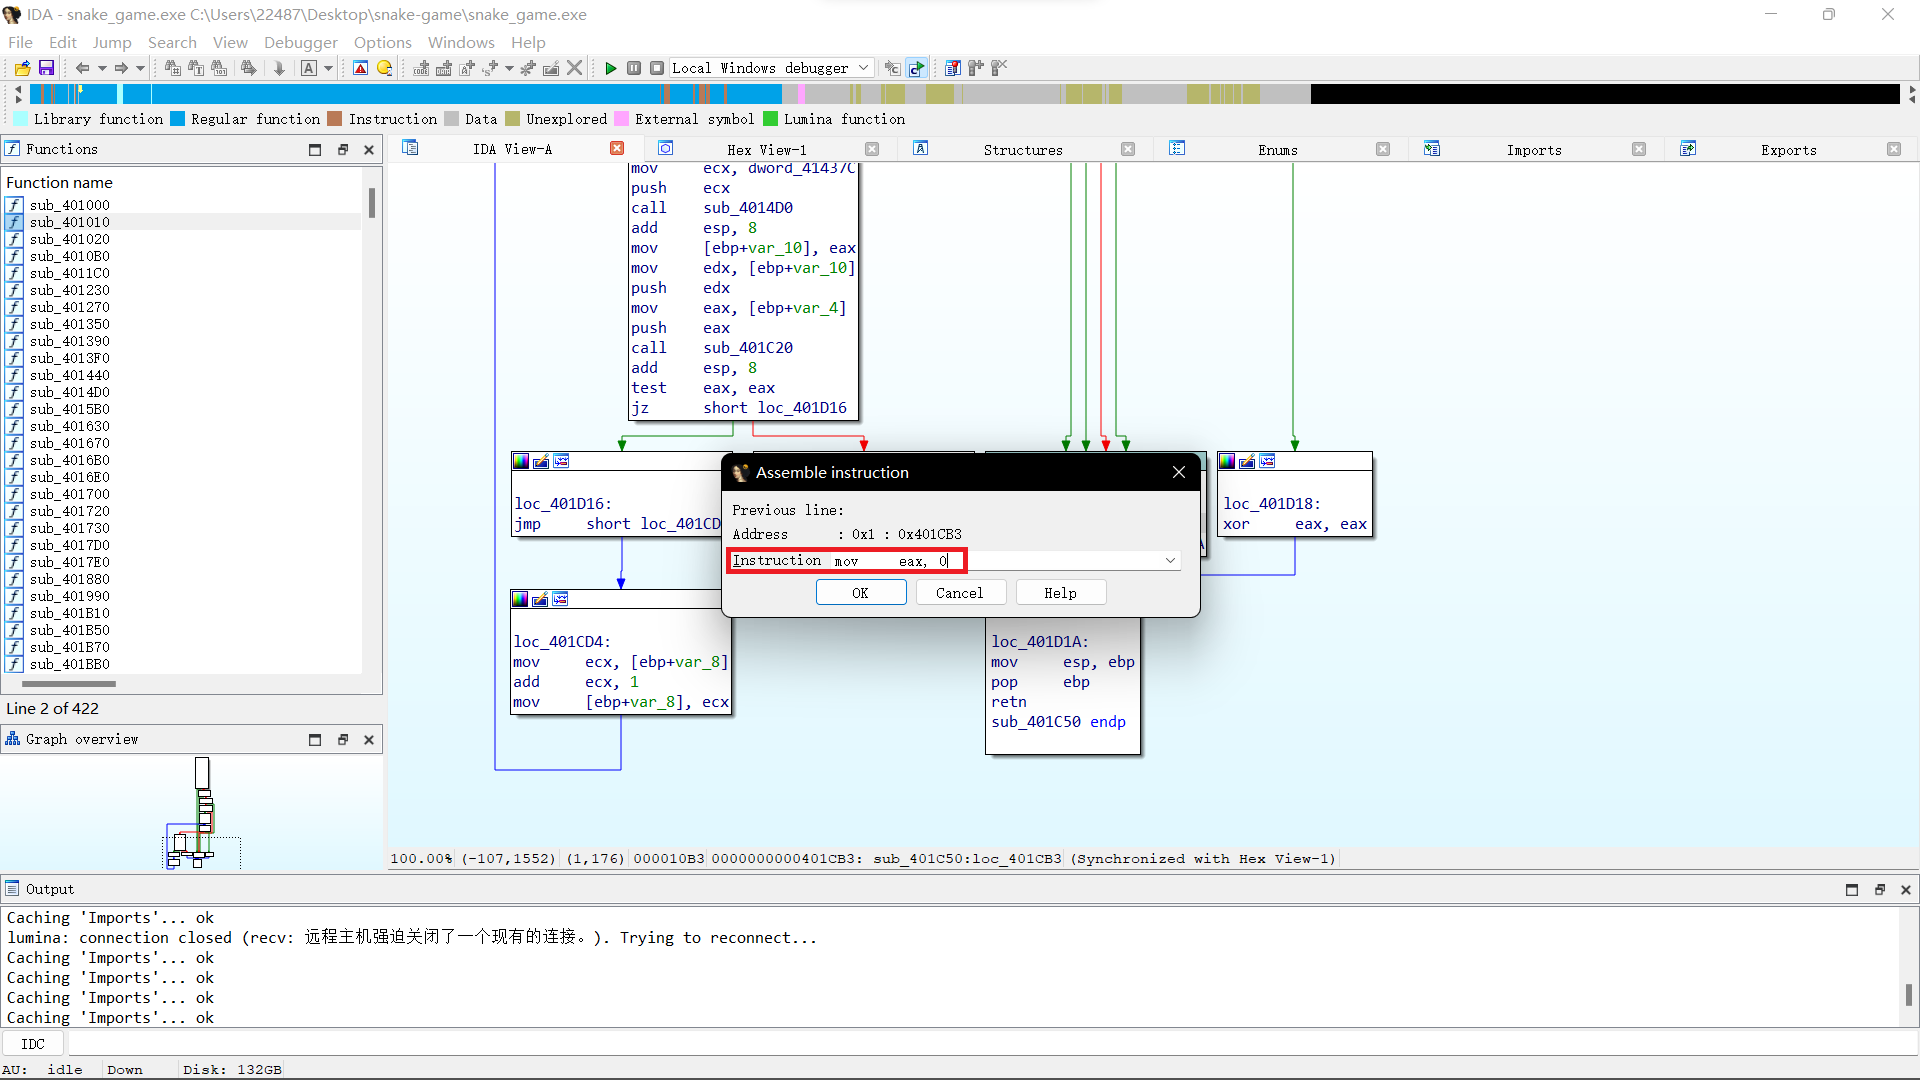 IDA - snake_game.exe C:\Users\22487\Desktop\snake-game\snake_game.exe
File Edit Jump Search View Debugger Options Windows Help
Local Windows debugger
Library function Regular function Instruction Data Unexplored External symbol Lumina function
Functions
IDA View-A Hex View-1 Structures Enums Imports Exports
Function name
sub_401000
sub_401010
sub_401020
sub_4010B0
sub_4011C0
sub_401230
sub_401270
sub_401350
sub_401390
sub_4013F0
sub_401440
sub_4014D0
sub_4015B0
sub_401630
sub_401670
sub_4016B0
sub_4016E0
sub_401700
sub_401720
sub_401730
sub_4017D0
sub_4017E0
sub_401880
sub_401990
sub_401B10
sub_401B50
sub_401B70
sub_401BB0
Line 2 of 422
Graph overview
mov ecx, dword_41437C
push ecx
call sub_4014D0
add esp, 8
mov [ebp+var_10], eax
mov edx, [ebp+var_10]
push edx
mov eax, [ebp+var_4]
push eax
call sub_401C20
add esp, 8
test eax, eax
jz short loc_401D16
loc_401D16:
jmp short loc_401CD
Assemble instruction
Previous line:
Address : 0x1 : 0x401CB3
Instruction mov eax, 0
OK Cancel Help
loc_401D18:
xor eax, eax
loc_401CD4:
mov ecx, [ebp+var_8]
add ecx, 1
mov [ebp+var_8], ecx
loc_401D1A:
mov esp, ebp
pop ebp
retn
sub_401C50 endp
100.00% (-107,1552) (1,176) 000010B3 0000000000401CB3: sub_401C50:loc_401CB3 (Synchronized with Hex View-1)
Output
Caching 'Imports'... ok
lumina: connection closed (recv: 远程主机强迫关闭了一个现有的连接。). Trying to reconnect...
Caching 'Imports'... ok
Caching 'Imports'... ok
Caching 'Imports'... ok
Caching 'Imports'... ok
IDC
AU: idle Down Disk: 132GB